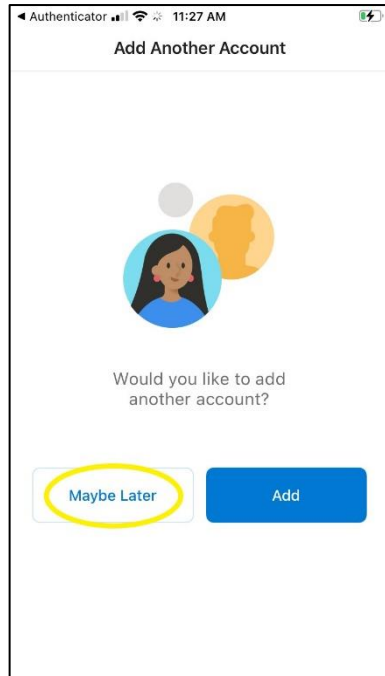 ◀ Authenticator 11:27 AM
Add Another Account
Would you like to add
another account?
Maybe Later Add